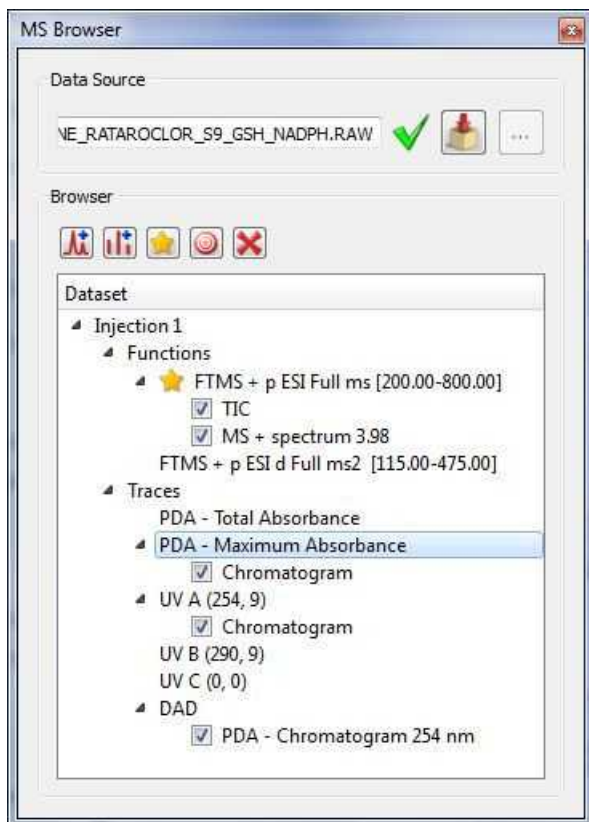 MS Browser
Data Source
NE_RATAROCLOR_S9_GSH_NADPH.RAW
...
Browser
Dataset
Injection 1
Functions
FTMS + p ESI Full ms [200.00-800.00]
TIC
MS + spectrum 3.98
FTMS + p ESI d Full ms2 [115.00-475.00]
Traces
PDA - Total Absorbance
PDA - Maximum Absorbance
Chromatogram
UV A (254, 9)
Chromatogram
UV B (290, 9)
UV C (0, 0)
DAD
PDA - Chromatogram 254 nm